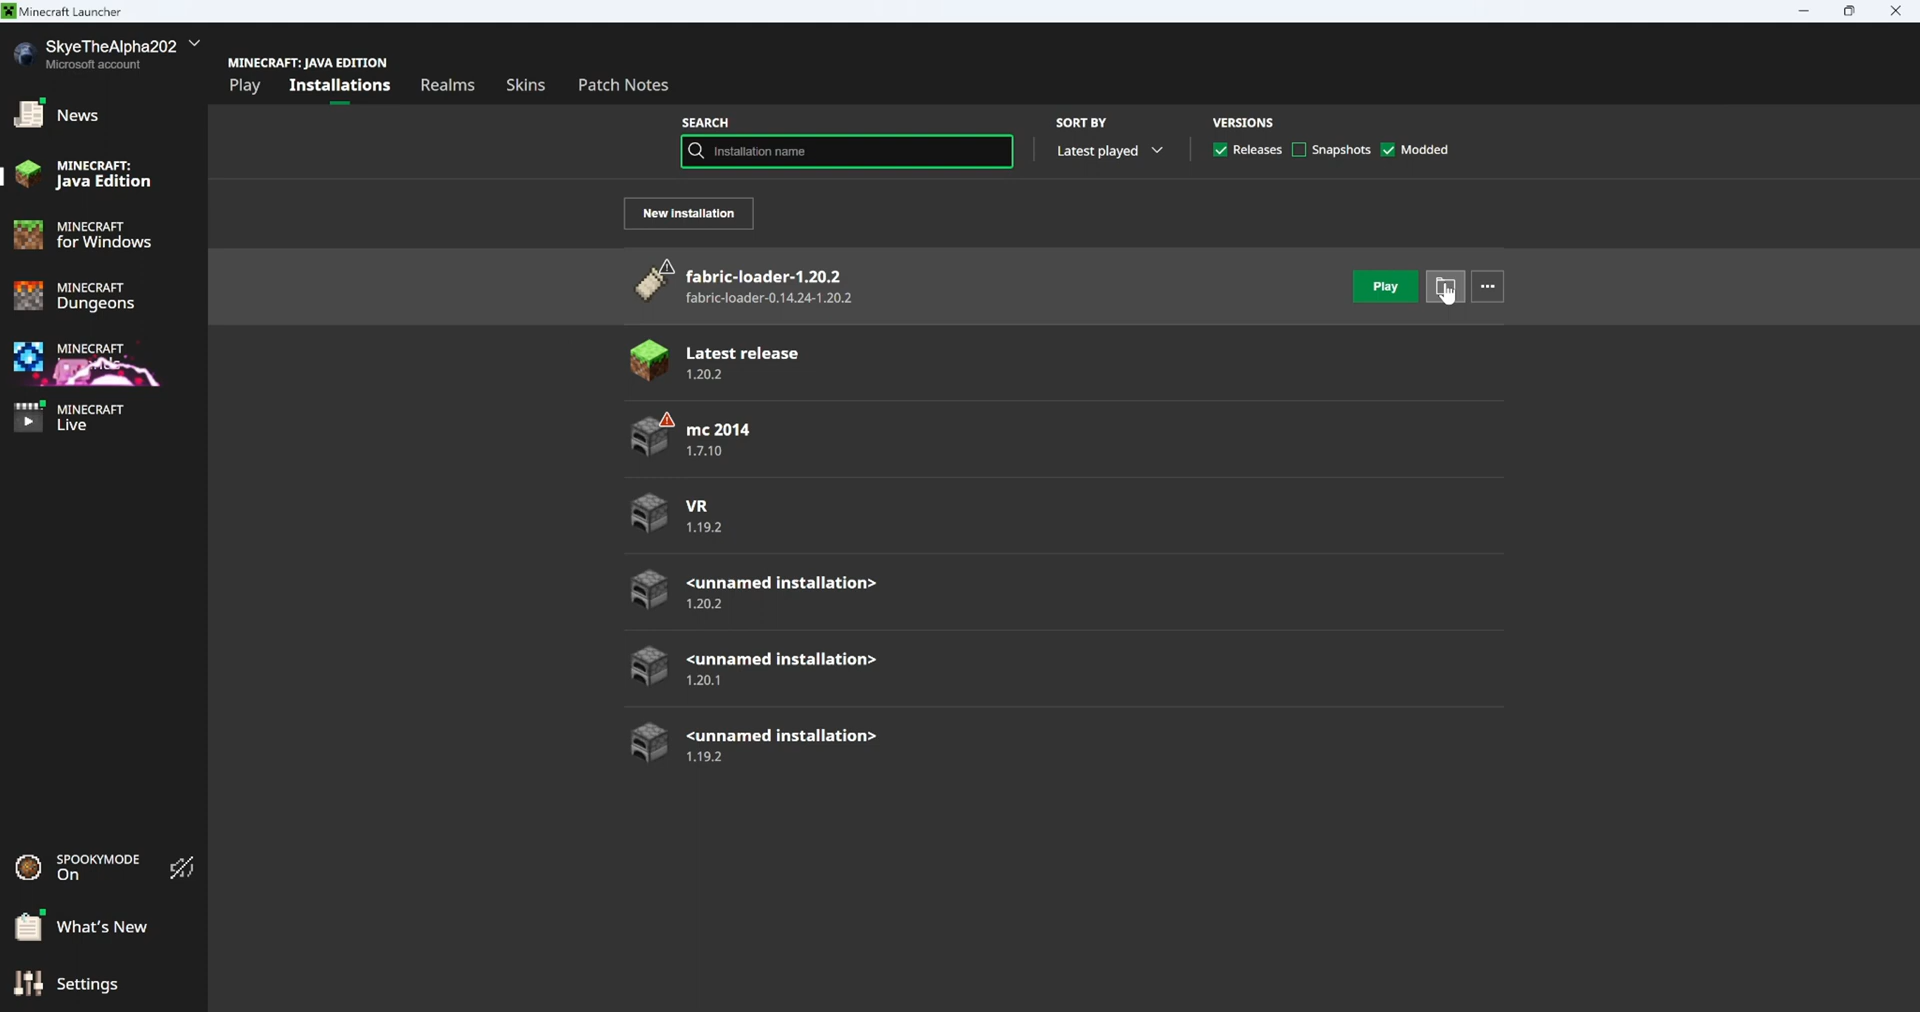 Minecraft Launcher
SkyeTheAlpha202
Microsoft account
News
MINECRAFT:
Java Edition
MINECRAFT
for Windows
MINECRAFT
Dungeons
MINECRAFT
MINECRAFT
Live
SPOOKYMODE
On
What's New
Settings
MINECRAFT: JAVA EDITION
Play Installations Realms Skins Patch Notes
SEARCH SORT BY VERSIONS
Installation name Latest played Releases Snapshots Modded
New installation
fabric-loader-1.20.2
fabric-loader-0.14.24-1.20.2
Play
Latest release
1.20.2
mc 2014
1.7.10
VR
1.19.2
<unnamed installation>
1.20.2
<unnamed installation>
1.20.1
<unnamed installation>
1.19.2